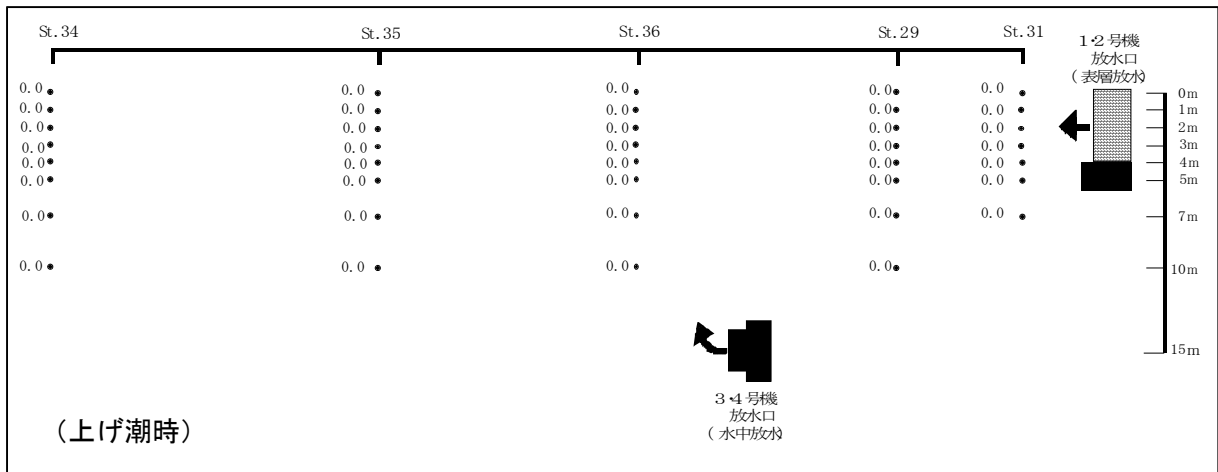 St.34 St.35 St.36 St.29 St.31
1・2号機
放水口
(表層放水)
0.0 0.0 0.0 0.0 0.0 0m
0.0 0.0 0.0 0.0 0.0 1m
0.0 0.0 0.0 0.0 0.0 2m
0.0 0.0 0.0 0.0 0.0 3m
0.0 0.0 0.0 0.0 0.0 4m
0.0 0.0 0.0 0.0 0.0 5m
0.0 0.0 0.0 0.0 0.0 7m
0.0 0.0 0.0 0.0 10m
15m
3・4号機
放水口
(水中放水)
(上げ潮時)